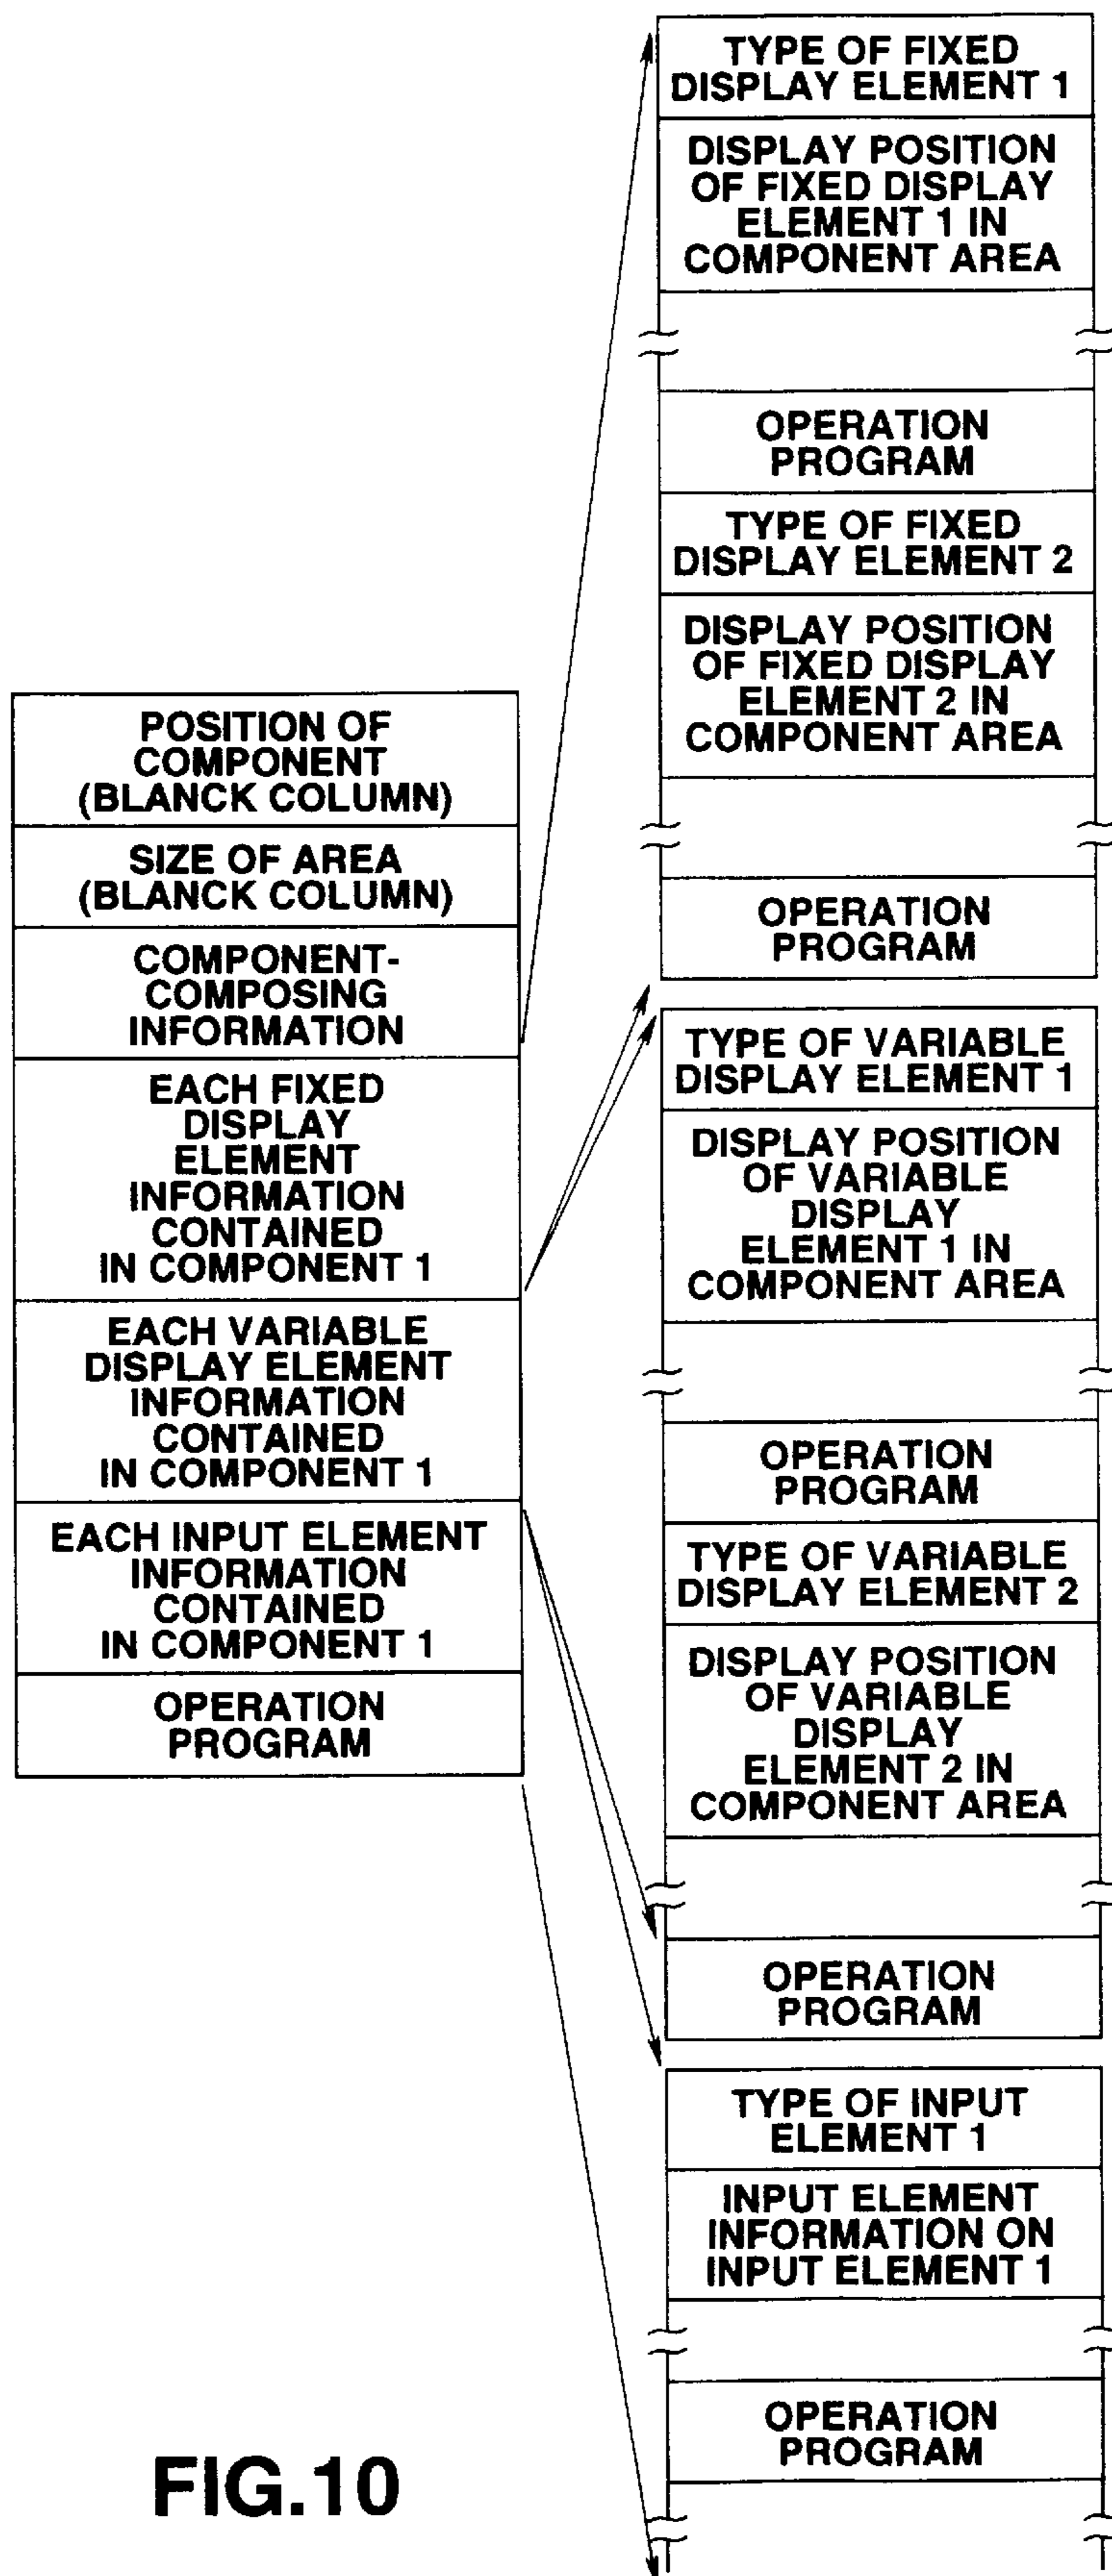 POSITION OF
COMPONENT
(BLANCK COLUMN)
SIZE OF AREA
(BLANCK COLUMN)
COMPONENT-
COMPOSING
INFORMATION
EACH FIXED
DISPLAY
ELEMENT
INFORMATION
CONTAINED
IN COMPONENT 1
EACH VARIABLE
DISPLAY ELEMENT
INFORMATION
CONTAINED
IN COMPONENT 1
EACH INPUT ELEMENT
INFORMATION
CONTAINED
IN COMPONENT 1
OPERATION
PROGRAM
TYPE OF FIXED
DISPLAY ELEMENT 1
DISPLAY POSITION
OF FIXED DISPLAY
ELEMENT 1 IN
COMPONENT AREA
OPERATION
PROGRAM
TYPE OF FIXED
DISPLAY ELEMENT 2
DISPLAY POSITION
OF FIXED DISPLAY
ELEMENT 2 IN
COMPONENT AREA
OPERATION
PROGRAM
TYPE OF VARIABLE
DISPLAY ELEMENT 1
DISPLAY POSITION
OF VARIABLE
DISPLAY
ELEMENT 1 IN
COMPONENT AREA
OPERATION
PROGRAM
TYPE OF VARIABLE
DISPLAY ELEMENT 2
DISPLAY POSITION
OF VARIABLE
DISPLAY
ELEMENT 2 IN
COMPONENT AREA
OPERATION
PROGRAM
TYPE OF INPUT
ELEMENT 1
INPUT ELEMENT
INFORMATION ON
INPUT ELEMENT 1
OPERATION
PROGRAM
FIG.10